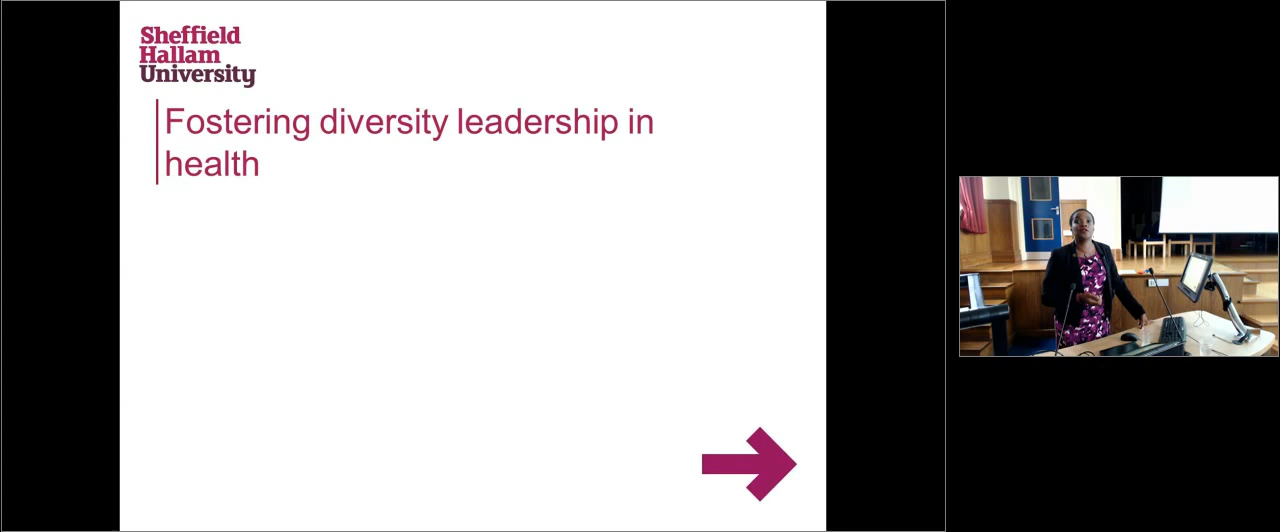 Sheffield
Hallam
University
Fostering diversity leadership in
health